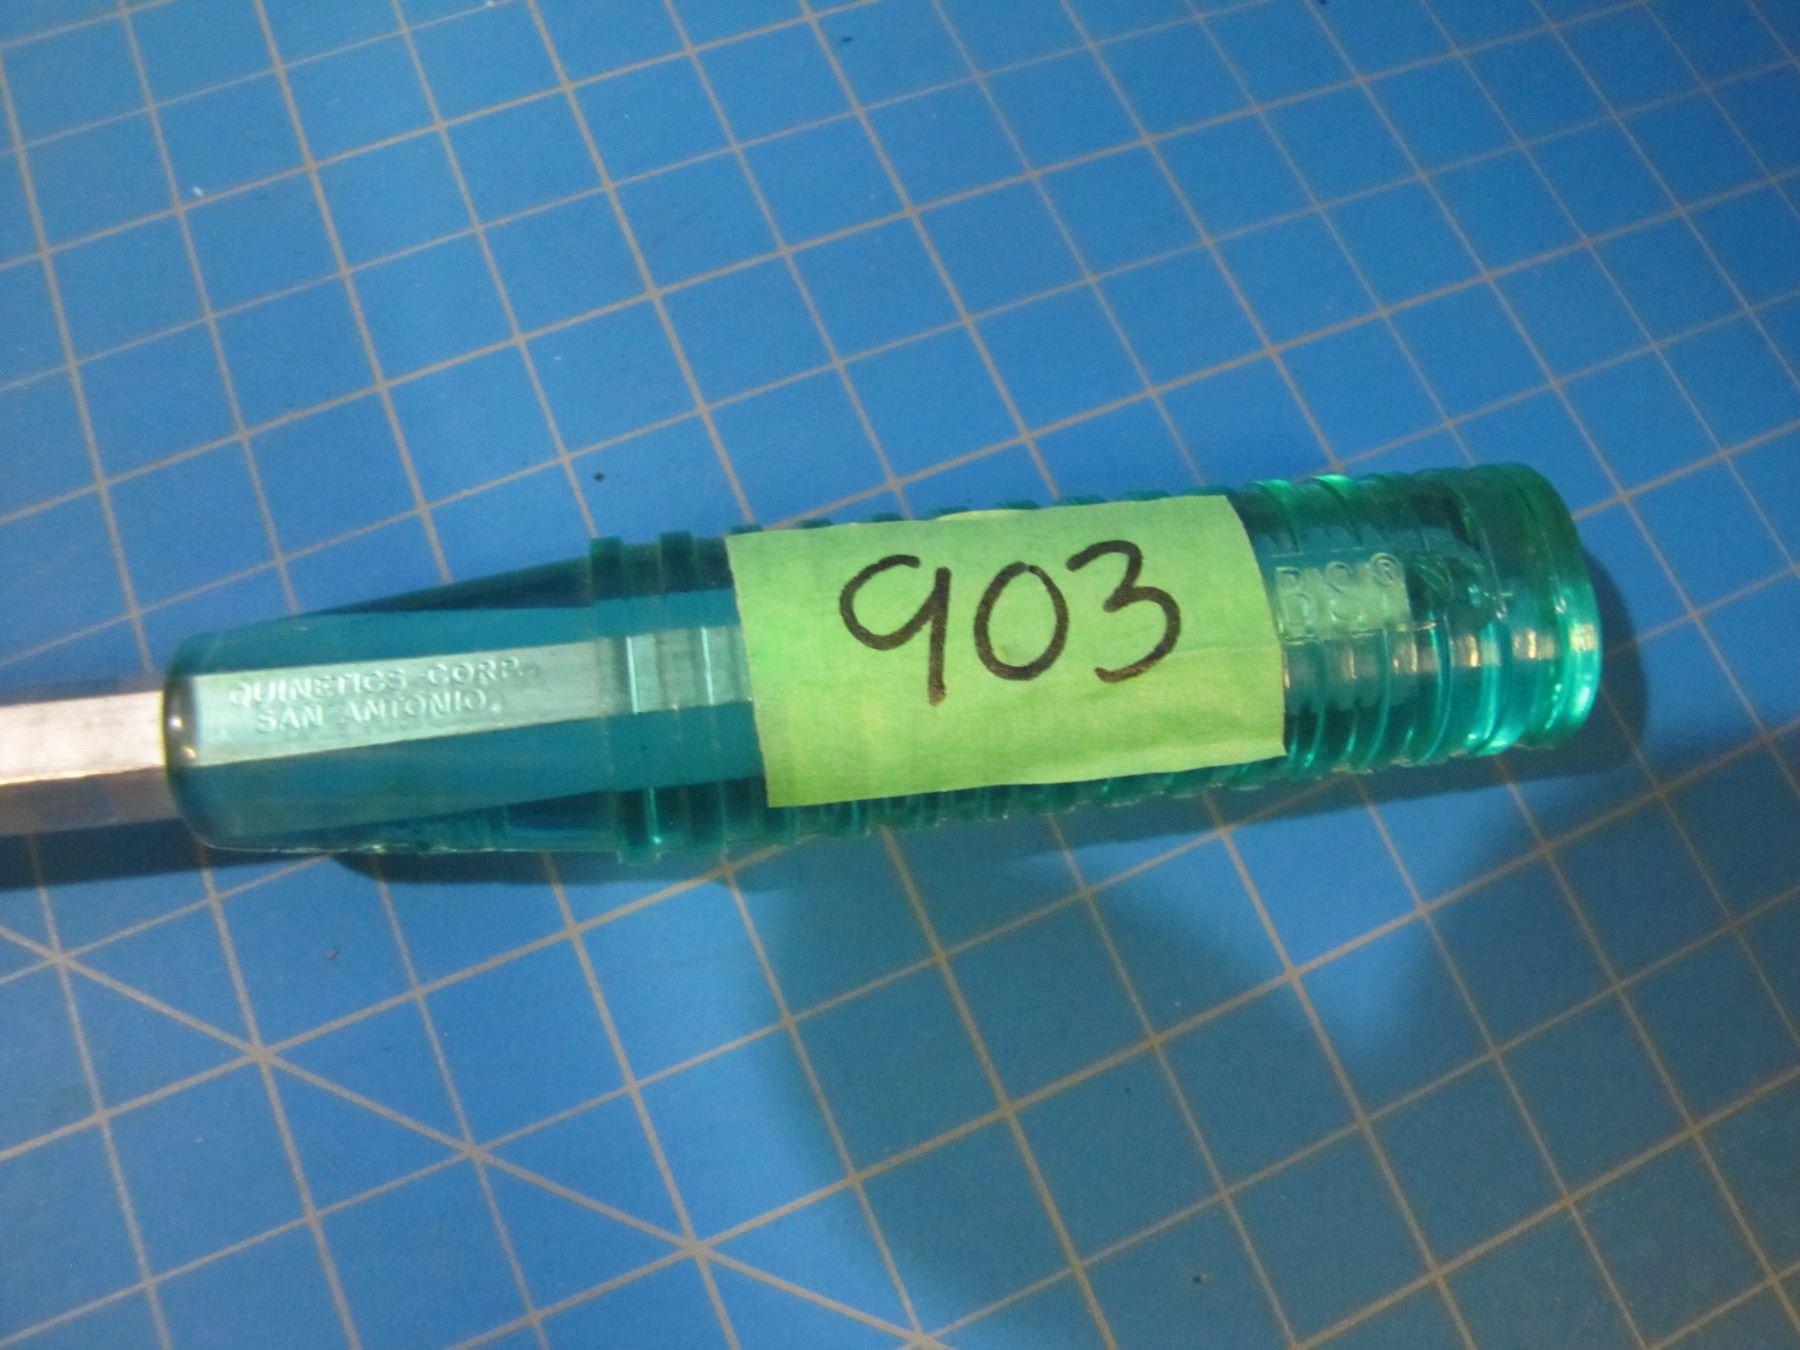 QUINETICS CORP.
SAN ANTONIO.
903